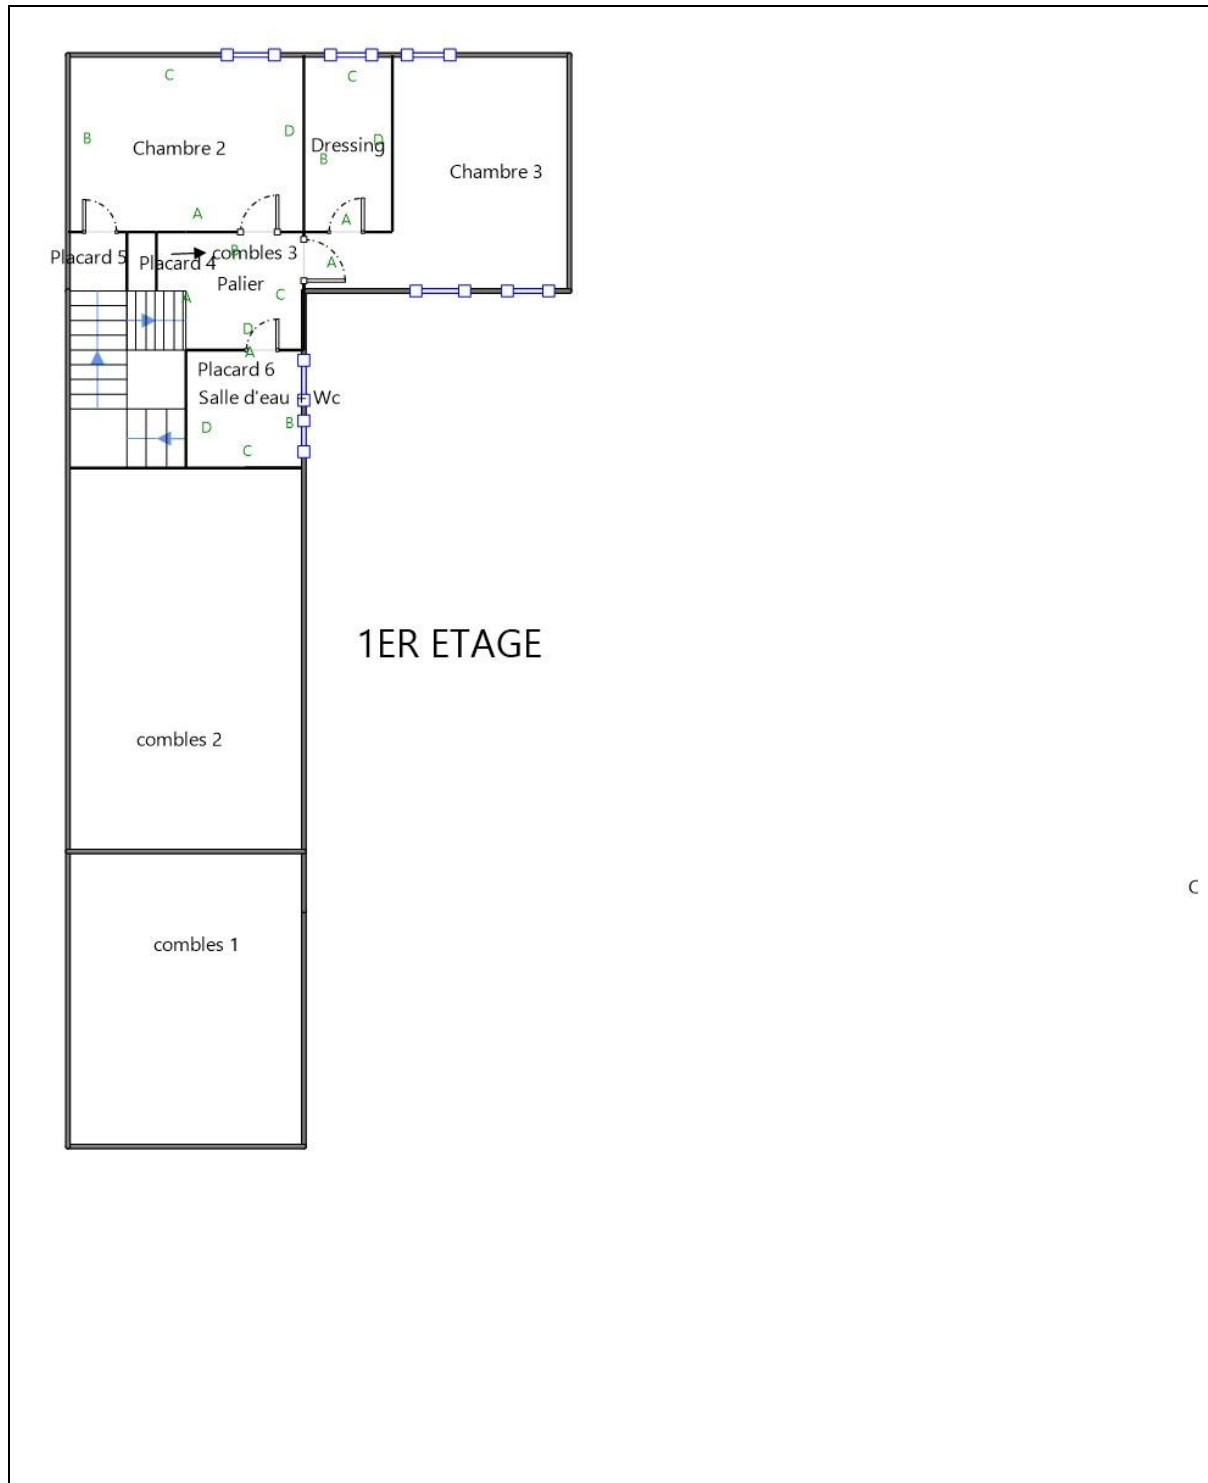 C
C
B
D
Dressing
D
Chambre 2
B
Chambre 3
A
A
Placard 5
Placard 4
B
combles 3
A
Palier
A
C
D
A
Placard 6
Salle d'eau + Wc
D
B
C
1ER ETAGE
combles 2
C
combles 1